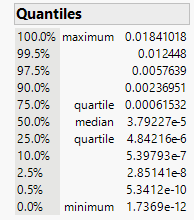 Quantiles
100.0% maximum 0.01841018
99.5% 0.012448
97.5% 0.0057639
90.0% 0.00236951
75.0% quartile 0.00061532
50.0% median 3.79227e-5
25.0% quartile 4.84216e-6
10.0% 5.39793e-7
2.5% 2.85141e-8
0.5% 5.3412e-10
0.0% minimum 1.7369e-12